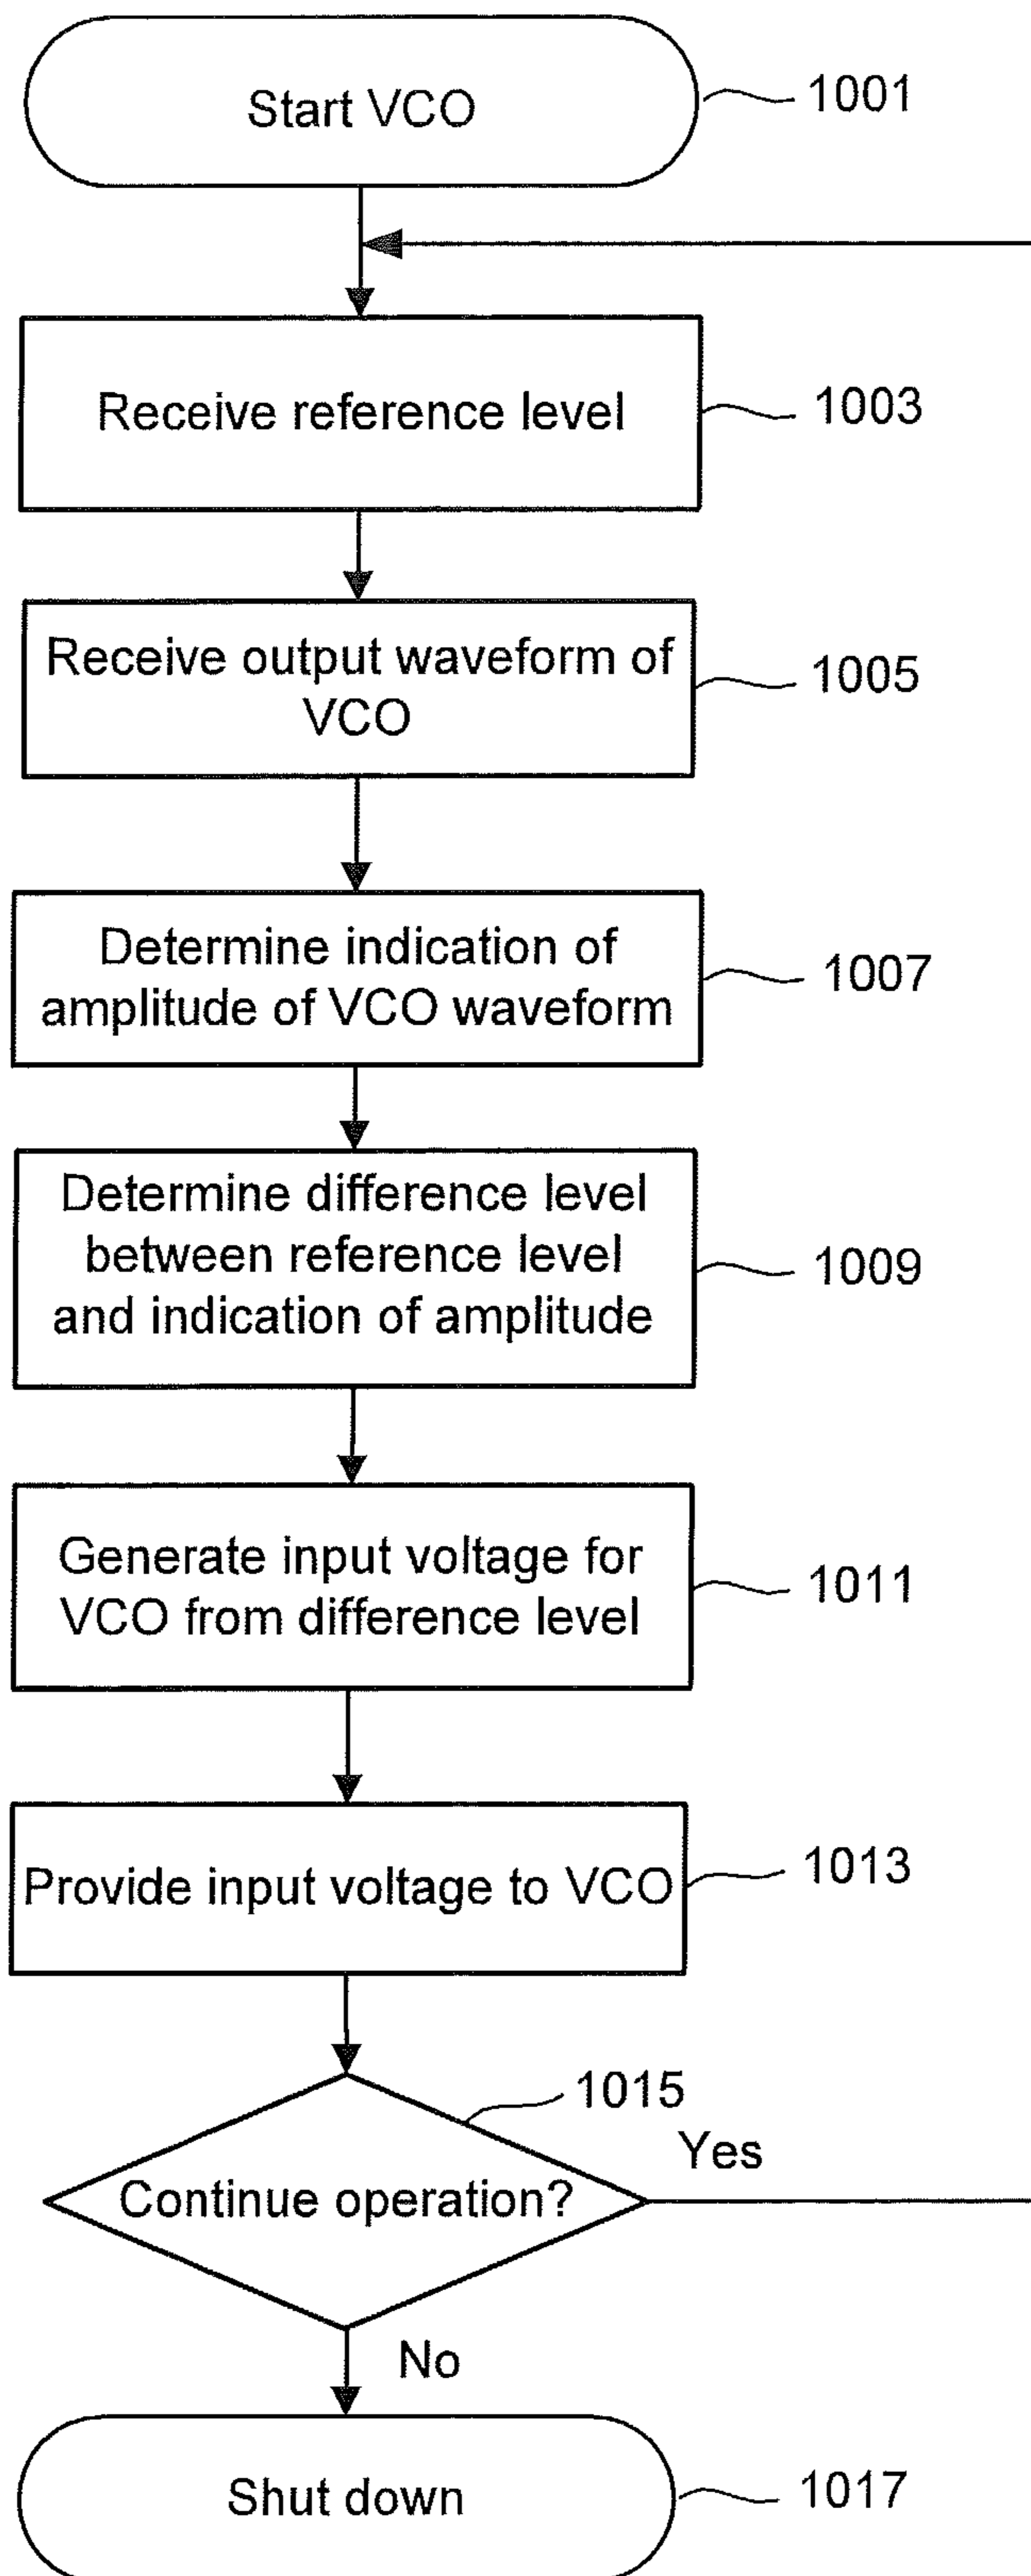 Start VCO
1001
Receive reference level
1003
Receive output waveform of
VCO
1005
Determine indication of
amplitude of VCO waveform
1007
Determine difference level
between reference level
and indication of amplitude
1009
Generate input voltage for
VCO from difference level
1011
Provide input voltage to VCO
1013
1015
Yes
Continue operation?
No
Shut down
1017